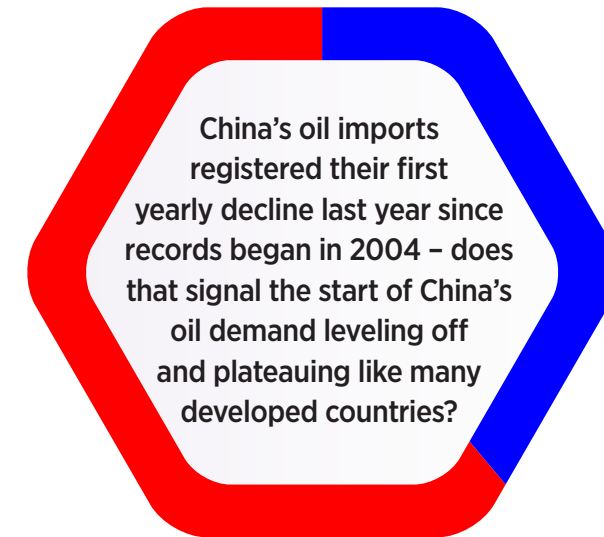 China’s oil imports
registered their first
yearly decline last year since
records began in 2004 – does
that signal the start of China’s
oil demand leveling off
and plateauing like many
developed countries?